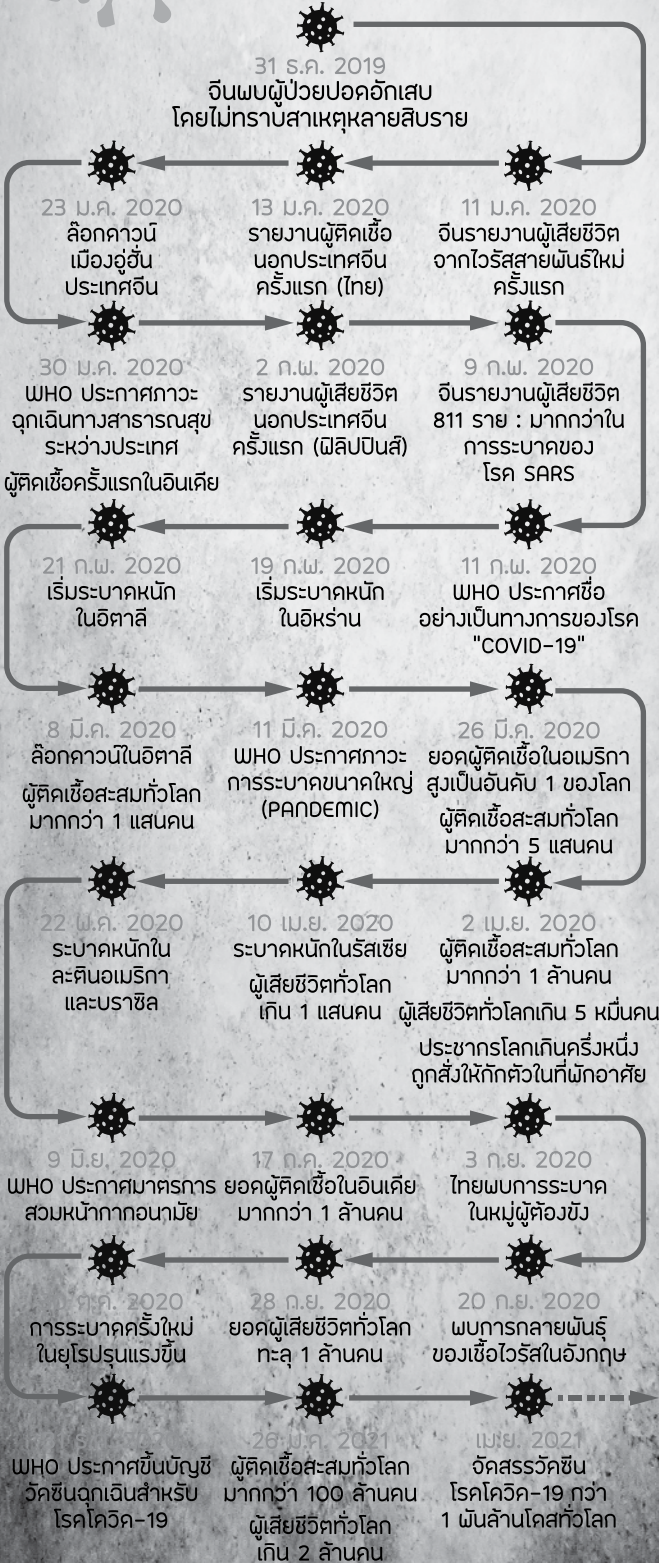 31 ธ.ค. 2019
จีนพบผู้ป่วยปอดอักเสบ
โดยไม่ทราบสาเหตุหลายสิบราย
11 ม.ค. 2020
จีนรายงานผู้เสียชีวิต
จากไวรัสสายพันธ์ใหม่
ครั้งแรก
13 ม.ค. 2020
รายงานผู้ติดเชื้อ
นอกประเทศจีน
ครั้งแรก (ไทย)
23 ม.ค. 2020
ล๊อกดาวน์
เมืองอู่ฮั่น
ประเทศจีน
30 ม.ค. 2020
WHO ประกาศภาวะ
ฉุกเฉินทางสาธารณสุข
ระหว่างประเทศ
ผู้ติดเชื้อครั้งแรกในอินเดีย
2 ก.พ. 2020
รายงานผู้เสียชีวิต
นอกประเทศจีน
ครั้งแรก (ฟิลิปปินส์)
9 ก.พ. 2020
จีนรายงานผู้เสียชีวิต
811 ราย : มากกว่าใน
การระบาดของ
โรค SARS
11 ก.พ. 2020
WHO ประกาศชื่อ
อย่างเป็นทางการของโรค
"COVID-19"
19 ก.พ. 2020
เริ่มระบาดหนัก
ในอิหร่าน
21 ก.พ. 2020
เริ่มระบาดหนัก
ในอิตาลี
8 มี.ค. 2020
ล๊อกดาวน์ในอิตาลี
ผู้ติดเชื้อสะสมทั่วโลก
มากกว่า 1 แสนคน
11 มี.ค. 2020
WHO ประกาศภาวะ
การระบาดขนาดใหญ่
(PANDEMIC)
26 มี.ค. 2020
ยอดผู้ติดเชื้อในอเมริกา
สูงเป็นอันดับ 1 ของโลก
ผู้ติดเชื้อสะสมทั่วโลก
มากกว่า 5 แสนคน
2 เม.ย. 2020
ผู้ติดเชื้อสะสมทั่วโลก
มากกว่า 1 ล้านคน
ผู้เสียชีวิตทั่วโลกเกิน 5 หมื่นคน
ประชากรโลกเกินครึ่งหนึ่ง
ถูกสั่งให้กักตัวในที่พักอาศัย
10 เม.ย. 2020
ระบาดหนักในรัสเซีย
ผู้เสียชีวิตทั่วโลก
เกิน 1 แสนคน
22 พ.ค. 2020
ระบาดหนักใน
ละตินอเมริกา
และบราซิล
9 มิ.ย. 2020
WHO ประกาศมาตรการ
สวมหน้ากากอนามัย
17 ก.ค. 2020
ยอดผู้ติดเชื้อในอินเดีย
มากกว่า 1 ล้านคน
3 ก.ย. 2020
ไทยพบการระบาด
ในหมู่ผู้ต้องขัง
20 ก.ย. 2020
พบการกลายพันธุ์
ของเชื้อไวรัสในอังกฤษ
28 ก.ย. 2020
ยอดผู้เสียชีวิตทั่วโลก
ทะลุ 1 ล้านคน
ต.ค. 2020
การระบาดครั้งใหม่
ในยุโรปรุนแรงขึ้น
WHO ประกาศขึ้นบัญชี
วัคซีนฉุกเฉินสำหรับ
โรคโควิด-19
26 ม.ค. 2021
ผู้ติดเชื้อสะสมทั่วโลก
มากกว่า 100 ล้านคน
ผู้เสียชีวิตทั่วโลก
เกิน 2 ล้านคน
เม.ย. 2021
จัดสรรวัคซีน
โรคโควิด-19 กว่า
1 พันล้านโดสทั่วโลก